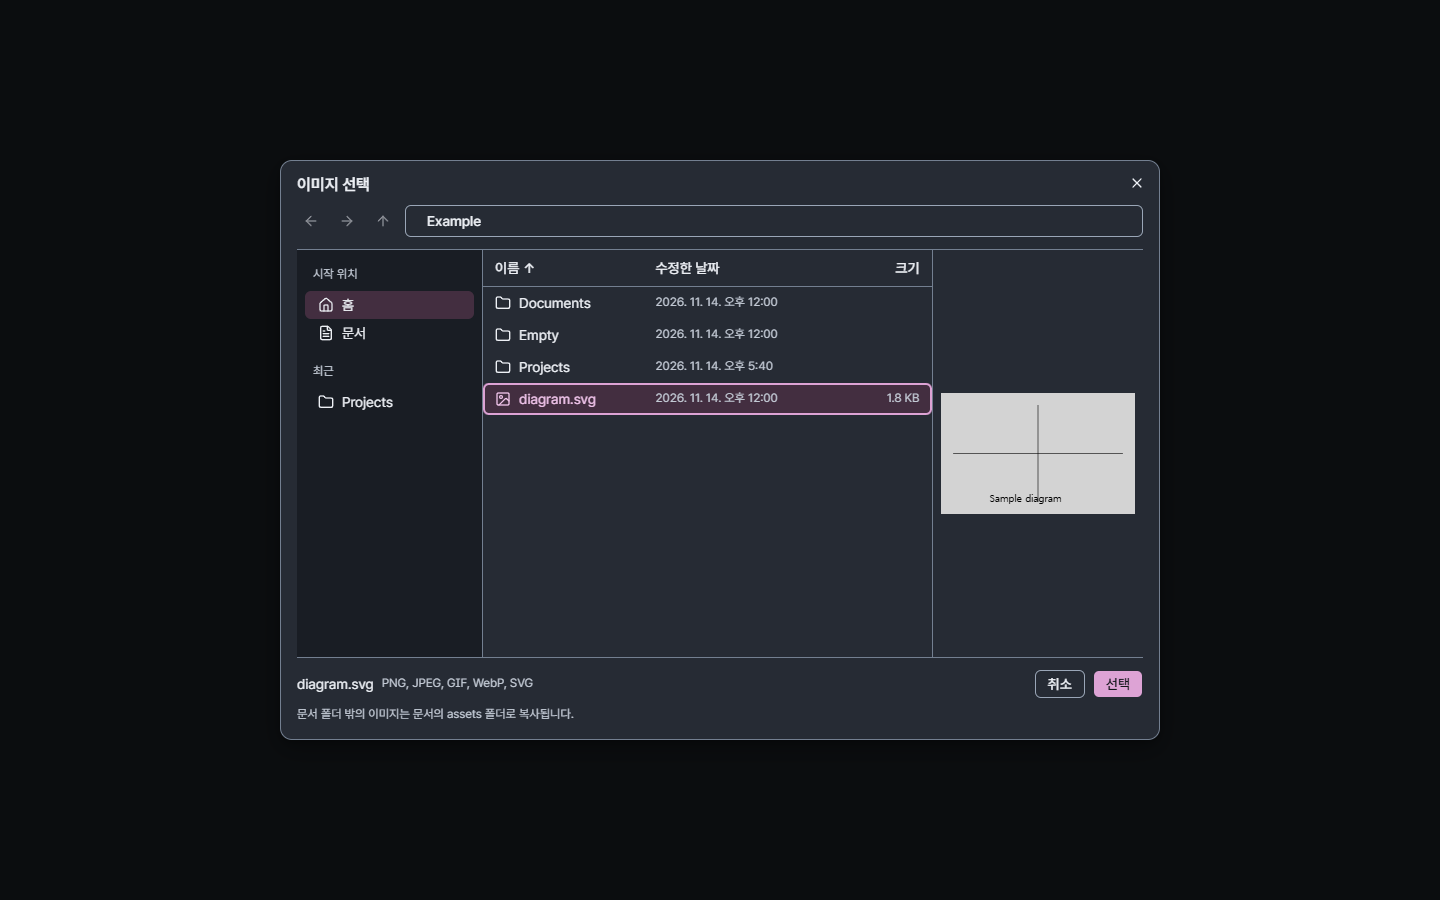 이미지 선택
Example
시작 위치
홈
문서
최근
Projects
이름 수정한 날짜 크기
Documents 2026. 11. 14. 오후 12:00
Empty 2026. 11. 14. 오후 12:00
Projects 2026. 11. 14. 오후 5:40
diagram.svg 2026. 11. 14. 오후 12:00 1.8 KB
Sample diagram
diagram.svg PNG, JPEG, GIF, WebP, SVG
취소 선택
문서 폴더 밖의 이미지는 문서의 assets 폴더로 복사됩니다.